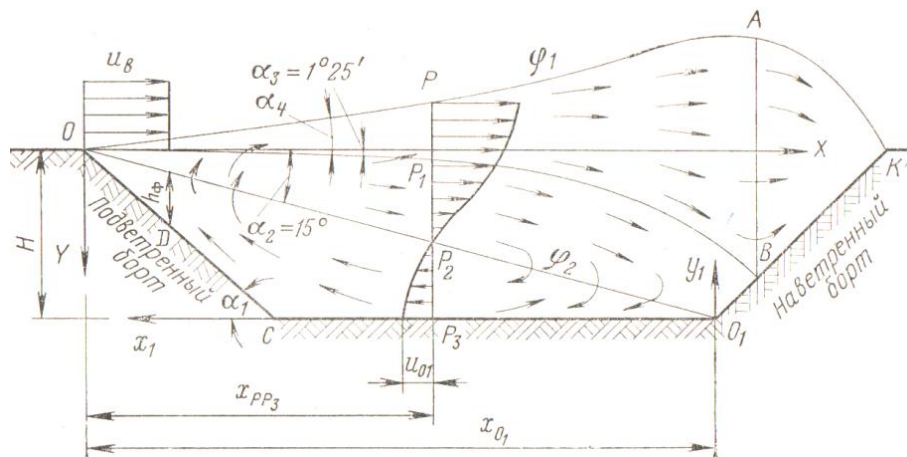 A
u_в
α₃ = 1°25′
α₄
P
φ₁
O
X
P₁
K
H
Y
h_ф
D
Подветренный
борт
α₂ = 15°
P₂
φ₂
y₁
B
Наветренный
борт
α₁
x₁
C
P₃
O₁
u₀₁
x_PP₃
x_O₁